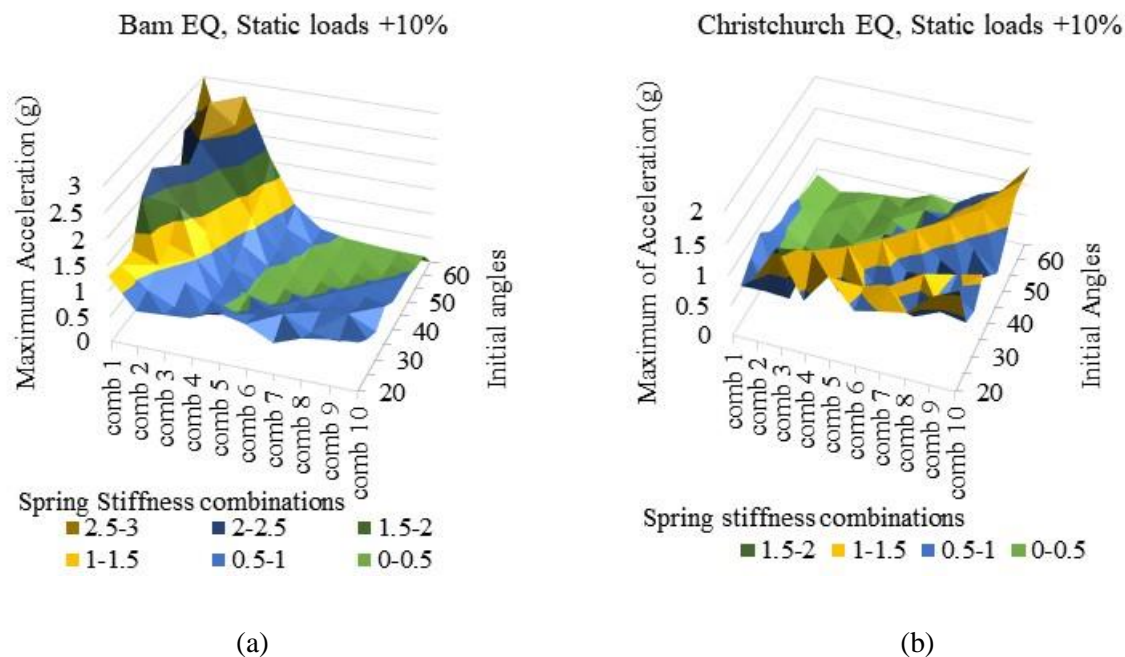 Bam EQ, Static loads +10%
Maximum Acceleration (g)
3
2.5
2
1.5
1
0.5
0
comb 1
comb 2
comb 3
comb 4
comb 5
comb 6
comb 7
comb 8
comb 9
comb 10
20
30
40
50
60
Initial angles
Spring Stiffness combinations
2.5-3 2-2.5 1.5-2
1-1.5 0.5-1 0-0.5
(a)
Christchurch EQ, Static loads +10%
Maximum of Acceleration (g)
2
1.5
1
0.5
0
comb 1
comb 2
comb 3
comb 4
comb 5
comb 6
comb 7
comb 8
comb 9
comb 10
20
30
40
50
60
Initial Angles
Spring stiffness combinations
1.5-2 1-1.5 0.5-1 0-0.5
(b)